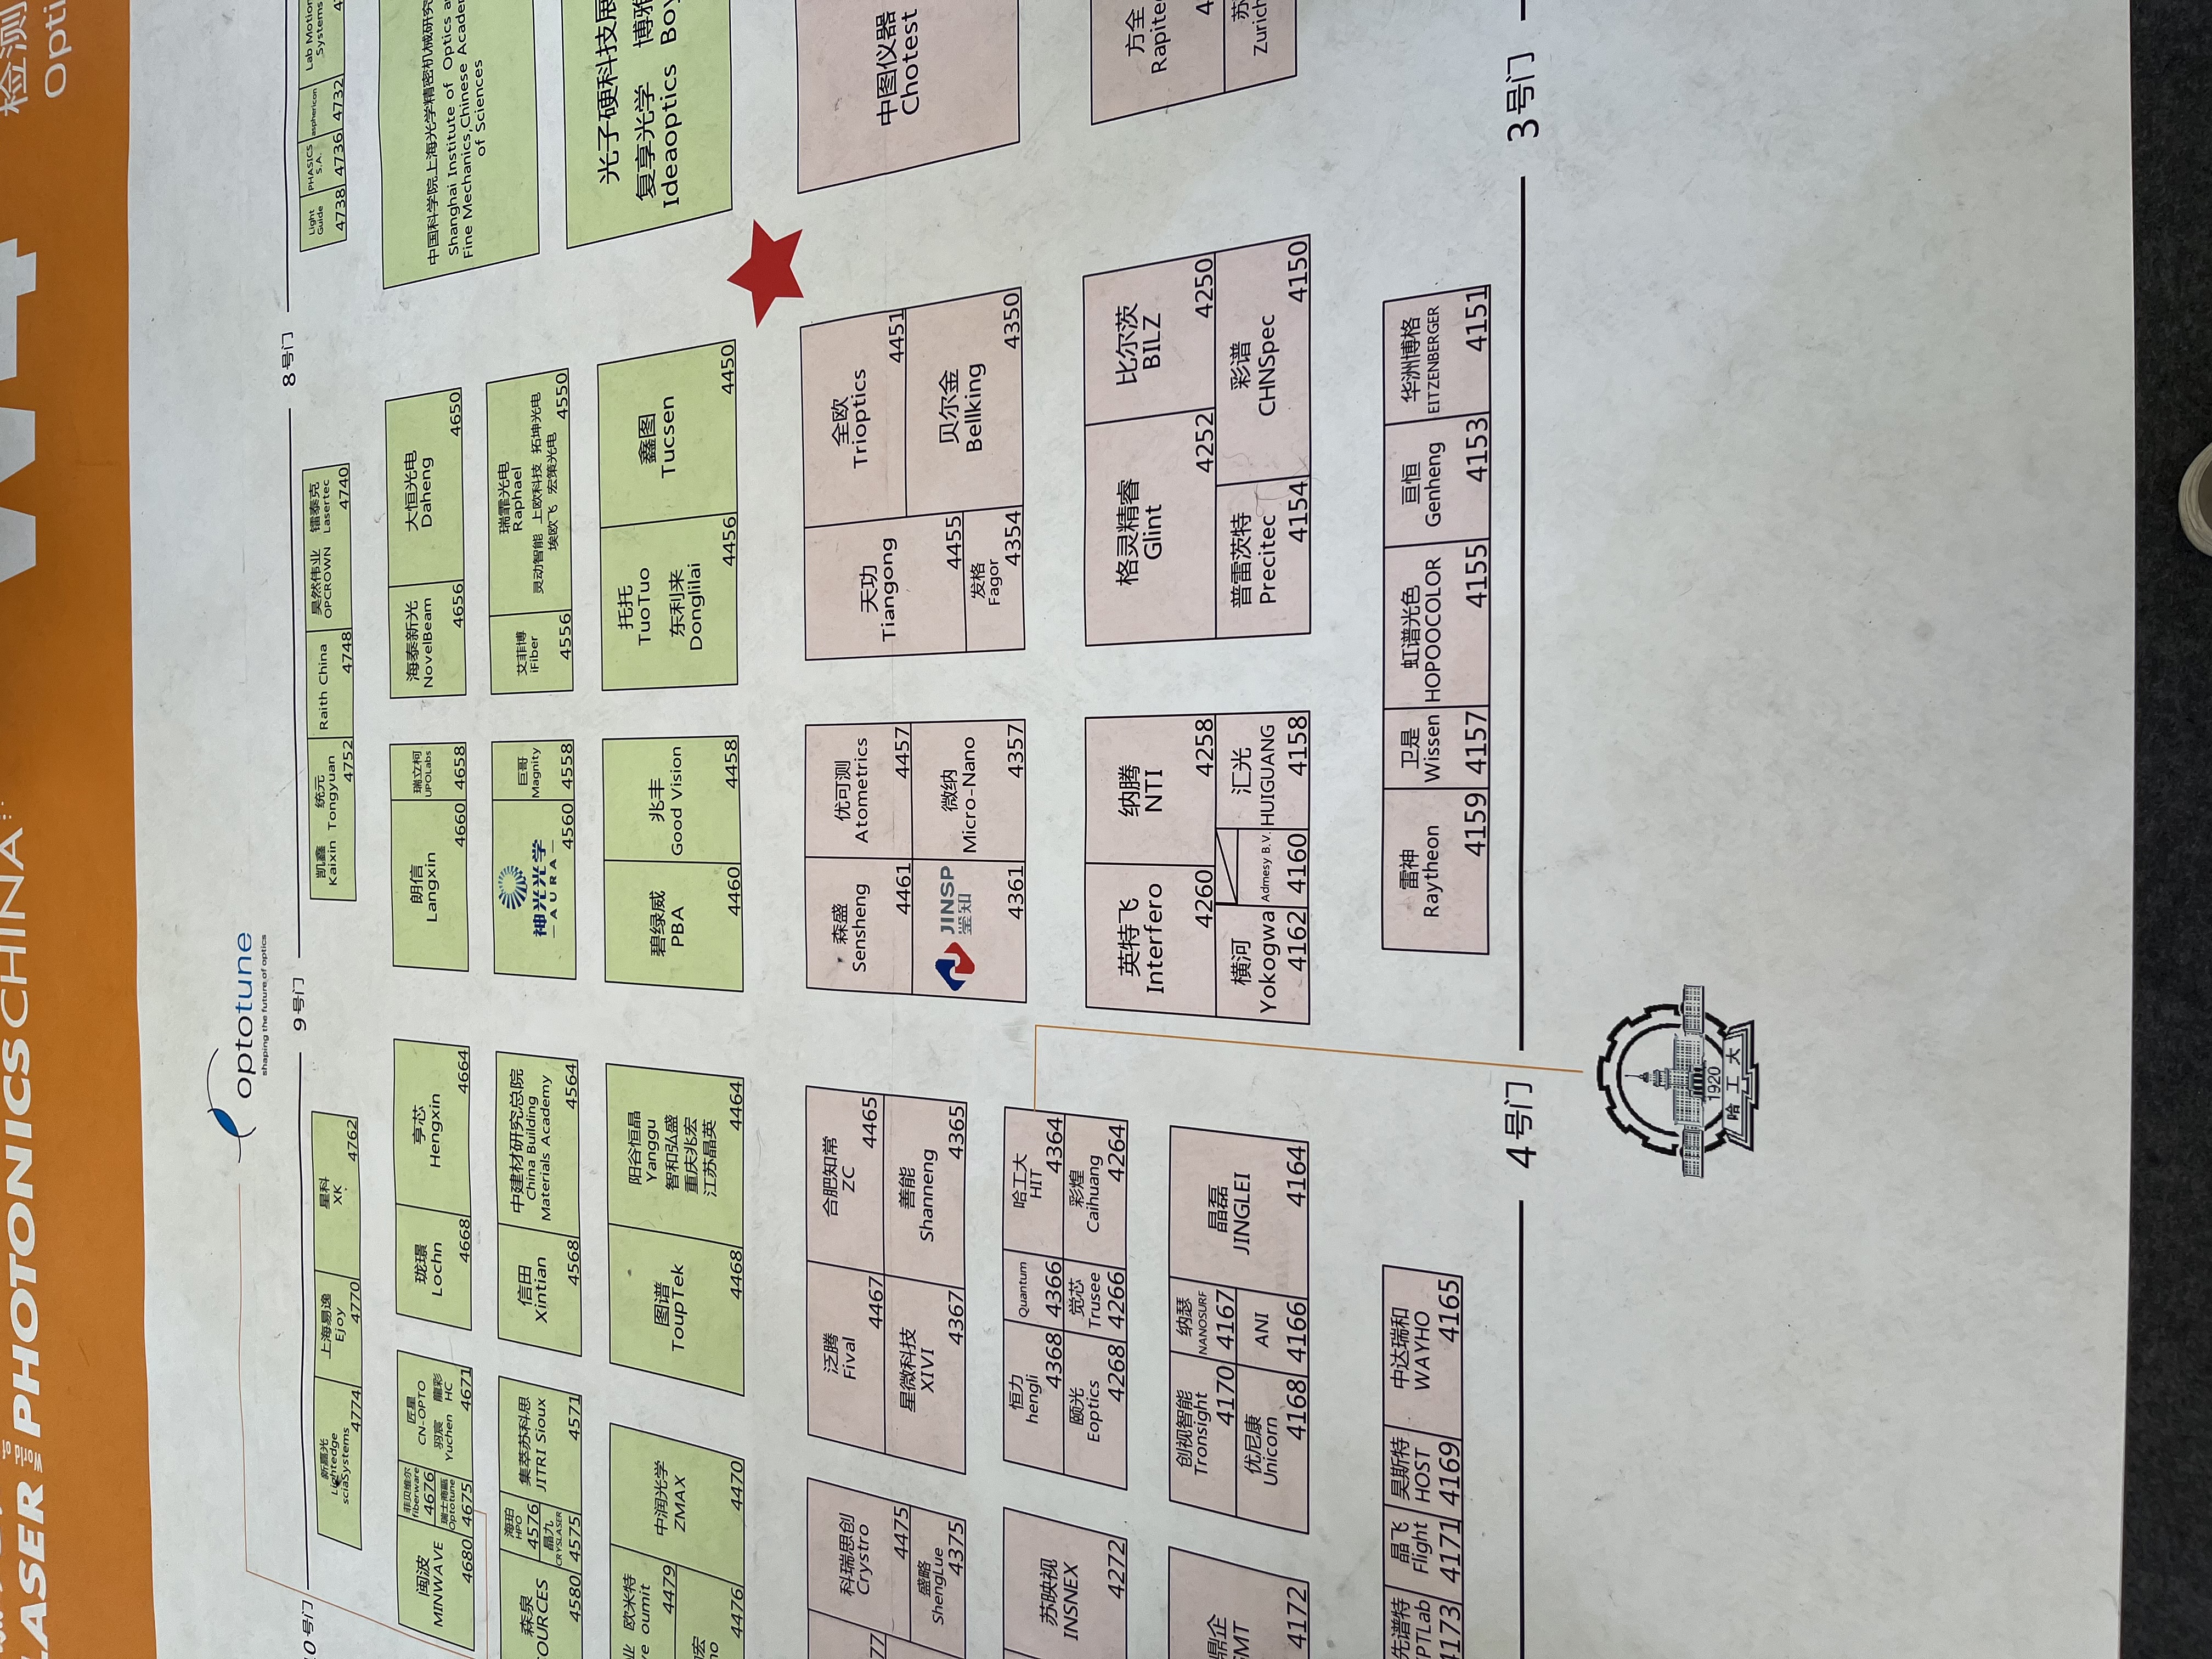 LASER World of PHOTONICS CHINA
W4
检测
Opti
optotune
shaping the future of optics
10号门
9号门
8号门
新嘉光
Lightedge
sciaSystems
4774
上海易逸
Ejoy
4770
星科
XK
4762
凯鑫 统元
Kaixin Tongyuan
4752
Raith China
4748
昊然伟业 镭泰克
OPCROWN Lasertec
4740
Light
Guide
4738
PHASICS
S.A.
4736
asphericon
4732
Lab Motion
Systems
闽波
MINWAVE
4680
菲贝维尔
fiberware
4676
瑞士商瓯
Optotune
4675
匠星
CN-OPTO
羽宸 龍彩
Yuchen HC
4671
珑璟
Lochn
4668
亨芯
Hengxin
4664
朗信
Langxin
4660
瑞立柯
UPOLabs
4658
海泰新光
NovelBeam
4656
大恒光电
Daheng
4650
中国科学院上海光学精密机械研究
Shanghai Institute of Optics a
Fine Mechanics,Chinese Acade
of Sciences
森泉
OURCES
4580
海珀
HPO
4576
晶九
CRYSLASER
4575
集萃苏科思
JITRI Sioux
4571
信田
Xintian
4568
中建材研究总院
China Building
Materials Academy
4564
神光光学
—AURA—
4560
巨哥
Magnity
4558
艾菲博
iFiber
4556
瑞霏光电
Raphael
灵动智能 上欧科技 拓坤光电
埃欧飞 宏策光电
4550
业 欧米特
ve oumit
4479
宏
no
4476
中润光学
ZMAX
4470
图谱
ToupTek
4468
阳谷恒晶
Yanggu
智和弘盛
重庆兆宏
江苏晶英
4464
碧绿威
PBA
4460
兆丰
Good Vision
4458
托托
TuoTuo
东利来
Donglilai
4456
鑫图
Tucsen
4450
光子硬科技展
复享光学 博雅
Ideaoptics Boy
77
科瑞思创
Crystro
4475
盛略
ShengLue
4375
泛腾
Fival
4467
合肥知常
ZC
4465
星微科技
XIVI
4367
善能
Shanneng
4365
森盛
Sensheng
4461
优可测
Atometrics
4457
JINSP
鉴知
4361
微纳
Micro-Nano
4357
天功
Tiangong
4455
全欧
Trioptics
4451
发格
Fagor
4354
贝尔金
Bellking
4350
中图仪器
Chotest
苏映视
INSNEX
4272
恒力
hengli
4368
Quantum
4366
哈工大
HIT
4364
颐光
Eoptics
4268
觉芯
Trusee
4266
彩煌
Caihuang
4264
英特飞
Interfero
4260
纳腾
NTI
4258
格灵精睿
Glint
4252
比尔茨
BILZ
4250
方全
Rapite
4
鼎企
GMT
4172
创视智能
Tronsight
4170
纳瑟
NANOSURF
4167
晶磊
JINGLEI
4164
优尼康
Unicorn
4168
ANI
4166
横河
Yokogwa
4162
Admesy B.V.
4160
汇光
HUIGUANG
4158
普雷茨特
Precitec
4154
彩谱
CHNSpec
4150
苏
Zurich
先谱特
PTLab
4173
晶飞
Flight
4171
昊斯特
HOST
4169
中达瑞和
WAYHO
4165
雷神
Raytheon
4159
卫是
Wissen
4157
虹谱光色
HOPOOCOLOR
4155
亘恒
Genheng
4153
华洲博格
EITZENBERGER
4151
4号门
3号门
1920
哈工大